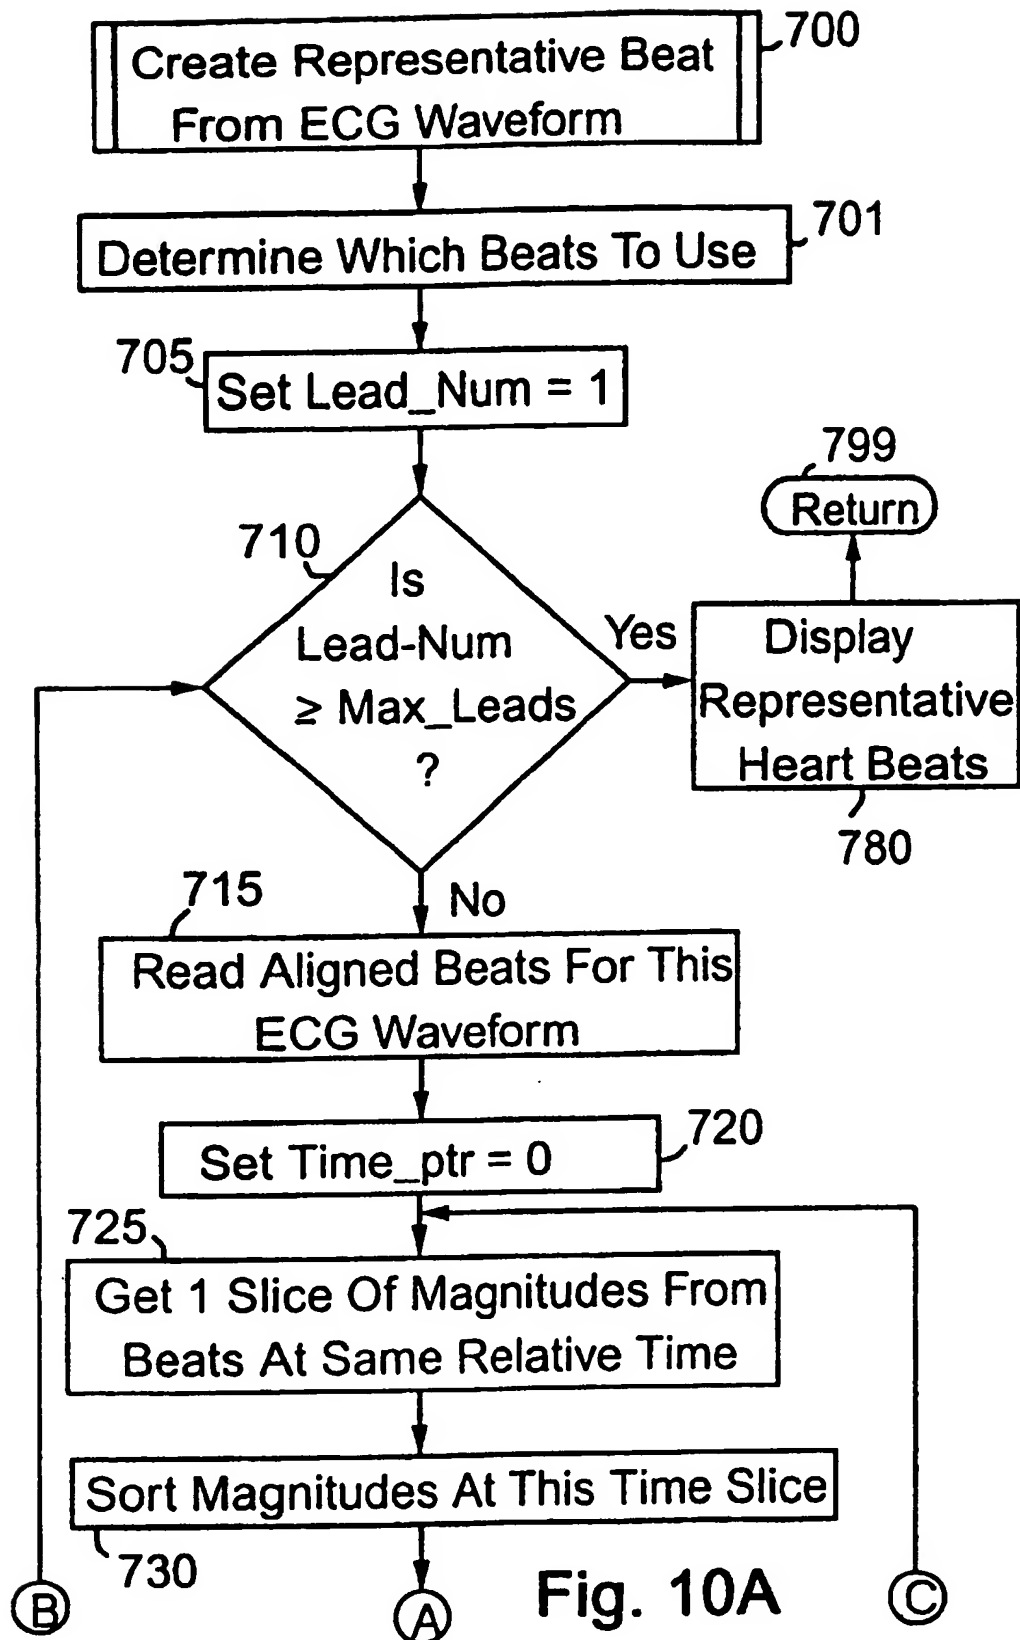 Create Representative Beat
From ECG Waveform
700
Determine Which Beats To Use
701
705
Set Lead_Num = 1
799
Return
710
Is
Lead-Num
≥ Max_Leads
?
Yes
Display
Representative
Heart Beats
780
No
715
Read Aligned Beats For This
ECG Waveform
Set Time_ptr = 0
720
725
Get 1 Slice Of Magnitudes From
Beats At Same Relative Time
Sort Magnitudes At This Time Slice
730
B
A
Fig. 10A
C